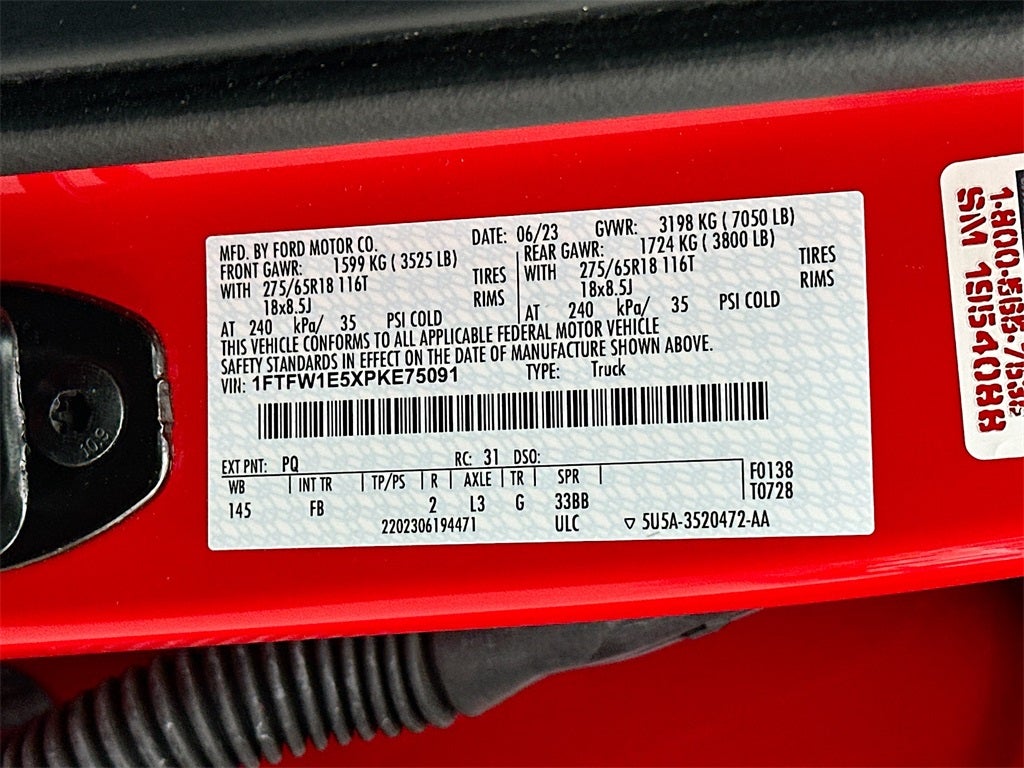 MFD. BY FORD MOTOR CO. DATE: 06/23 GVWR: 3198 KG ( 7050 LB)
FRONT GAWR: 1599 KG ( 3525 LB) REAR GAWR: 1724 KG ( 3800 LB)
WITH 275/65R18 116T TIRES WITH 275/65R18 116T TIRES
18x8.5J RIMS 18x8.5J RIMS
AT 240 kPa/ 35 PSI COLD AT 240 kPa/ 35 PSI COLD
THIS VEHICLE CONFORMS TO ALL APPLICABLE FEDERAL MOTOR VEHICLE
SAFETY STANDARDS IN EFFECT ON THE DATE OF MANUFACTURE SHOWN ABOVE.
VIN: 1FTFW1E5XPKE75091 TYPE: Truck
EXT PNT: PQ RC: 31 DSO:
WB INT TR TP/PS R AXLE TR SPR F0138
145 FB 2 L3 G 33BB T0728
2202306194471 ULC 5U5A-3520472-AA
10.9
SM